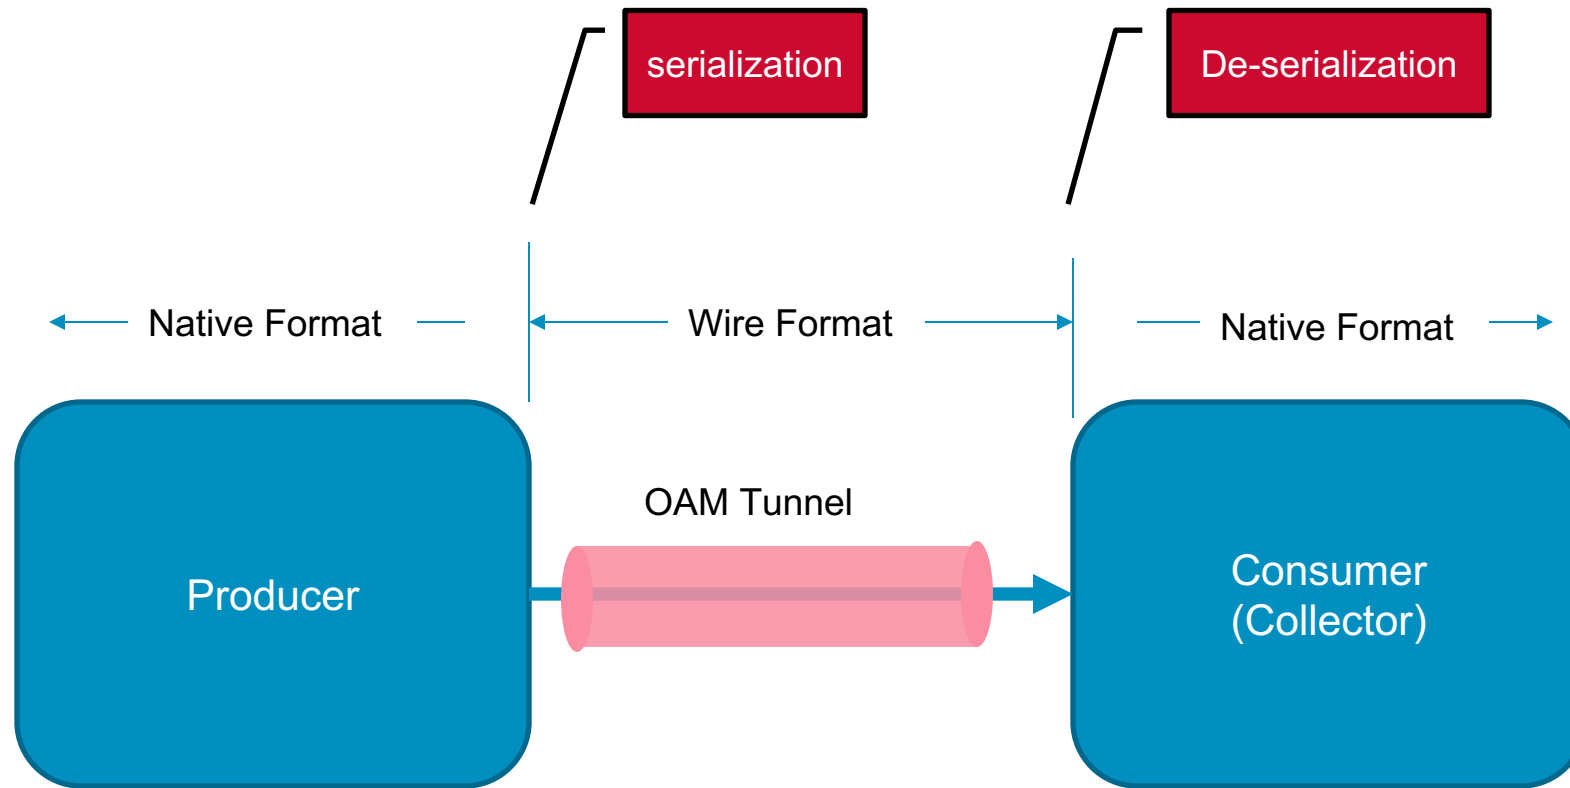 serialization
De-serialization
Native Format
Wire Format
Native Format
OAM Tunnel
Producer
Consumer
(Collector)